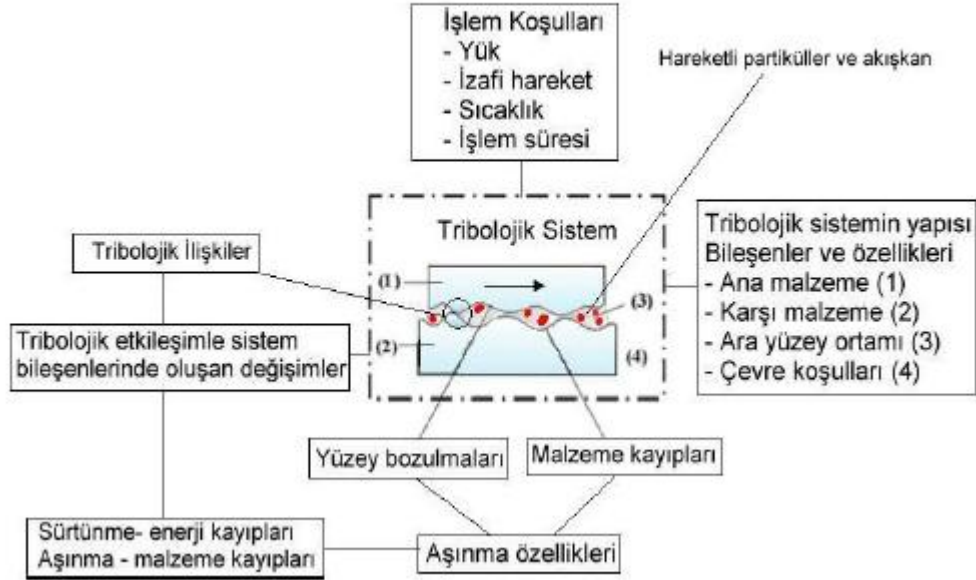 İşlem Koşulları
- Yük
- İzafi hareket
- Sıcaklık
- İşlem süresi
Hareketli partiküller ve akışkan
Tribolojik Sistem
(1)
(2)
(3)
(4)
Tribolojik sistemin yapısı
Bileşenler ve özellikleri
- Ana malzeme (1)
- Karşı malzeme (2)
- Ara yüzey ortamı (3)
- Çevre koşulları (4)
Tribolojik İlişkiler
Tribolojik etkileşimle sistem
bileşenlerinde oluşan değişimler
Yüzey bozulmaları
Malzeme kayıpları
Sürtünme- enerji kayıpları
Aşınma - malzeme kayıpları
Aşınma özellikleri